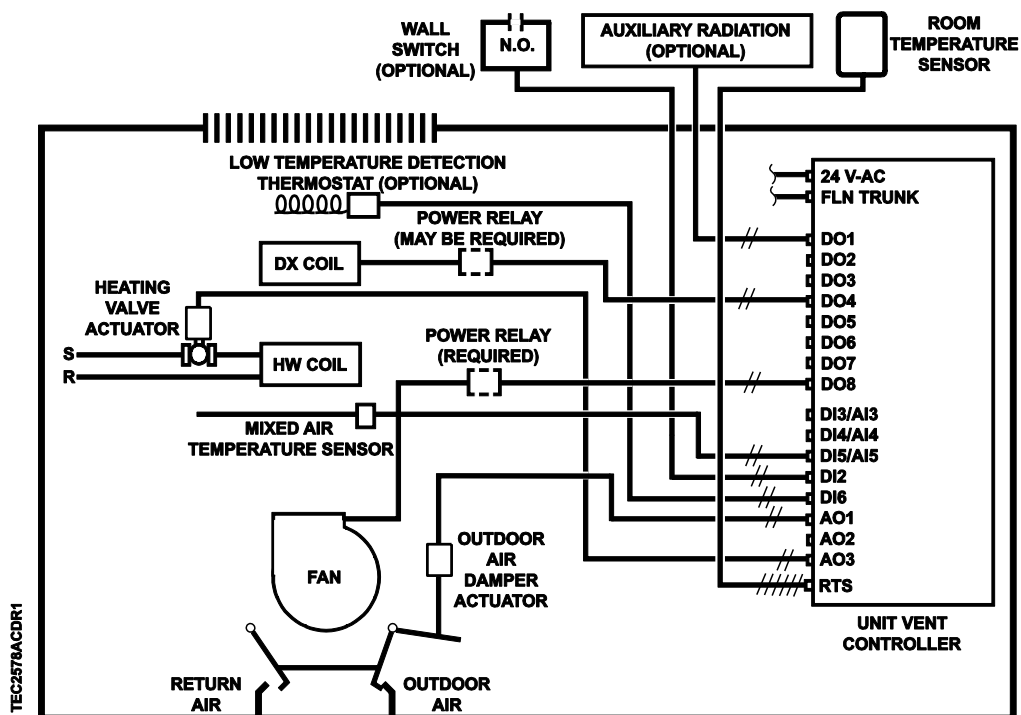 WALL
SWITCH
(OPTIONAL)
N.O.
AUXILIARY RADIATION
(OPTIONAL)
ROOM
TEMPERATURE
SENSOR
LOW TEMPERATURE DETECTION
THERMOSTAT (OPTIONAL)
POWER RELAY
(MAY BE REQUIRED)
DX COIL
HEATING
VALVE
ACTUATOR
S
R
HW COIL
POWER RELAY
(REQUIRED)
MIXED AIR
TEMPERATURE SENSOR
FAN
OUTDOOR
AIR
DAMPER
ACTUATOR
RETURN
AIR
OUTDOOR
AIR
24 V-AC
FLN TRUNK
DO1
DO2
DO3
DO4
DO5
DO6
DO7
DO8
DI3/AI3
DI4/AI4
DI5/AI5
DI2
DI6
AO1
AO2
AO3
RTS
UNIT VENT
CONTROLLER
TEC2578ACDR1